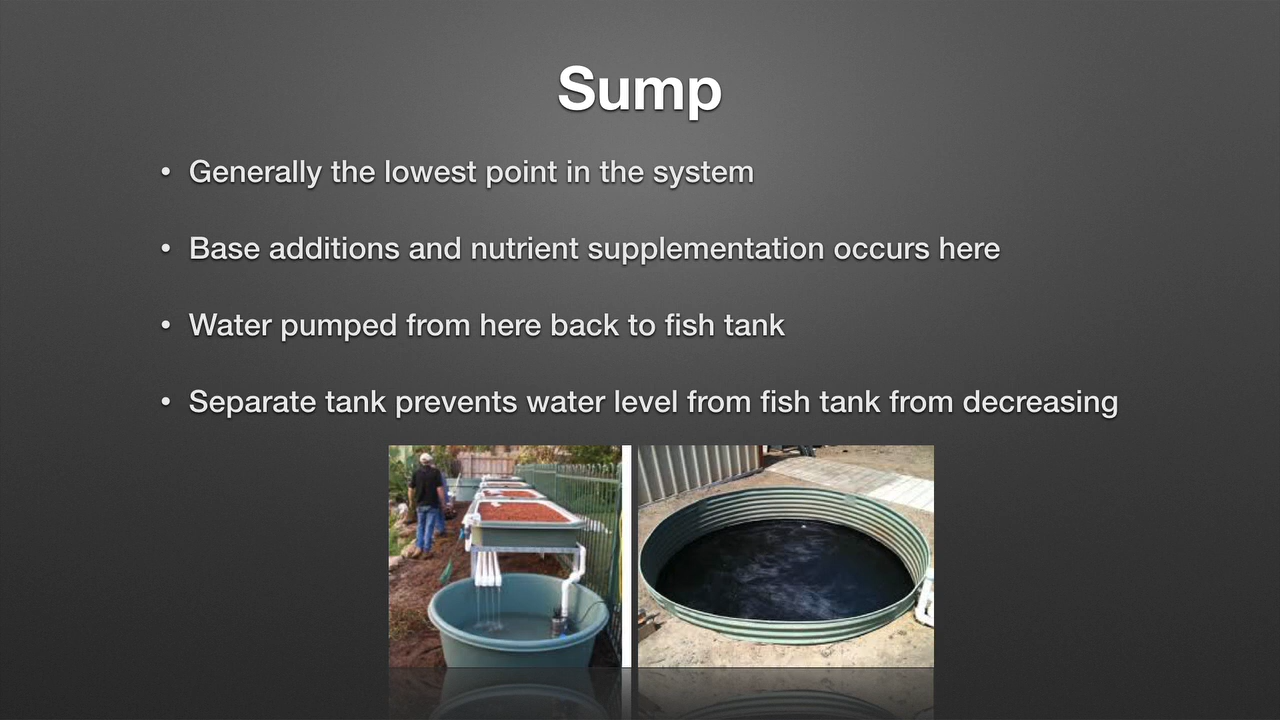 Sump
• Generally the lowest point in the system
• Base additions and nutrient supplementation occurs here
• Water pumped from here back to fish tank
• Separate tank prevents water level from fish tank from decreasing